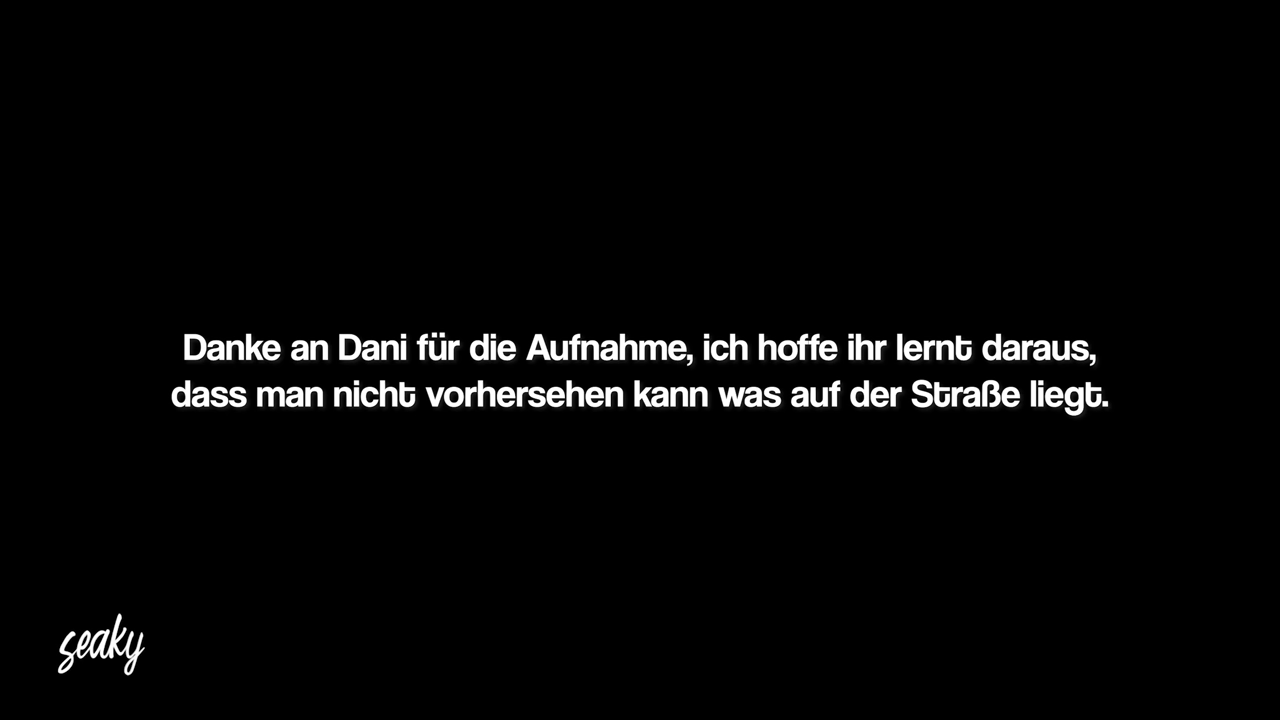 Danke an Dani für die Aufnahme, ich hoffe ihr lernt daraus,
dass man nicht vorhersehen kann was auf der Straße liegt.
seaky